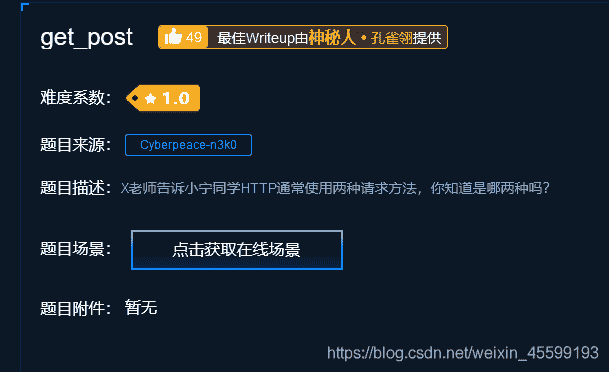 get_post 49 最佳Writeup由神秘人 • 孔雀翎提供
难度系数： 1.0
题目来源： Cyberpeace-n3k0
题目描述： X老师告诉小宁同学HTTP通常使用两种请求方法，你知道是哪两种吗？
题目场景： 点击获取在线场景
题目附件： 暂无
https://blog.csdn.net/weixin_45599193